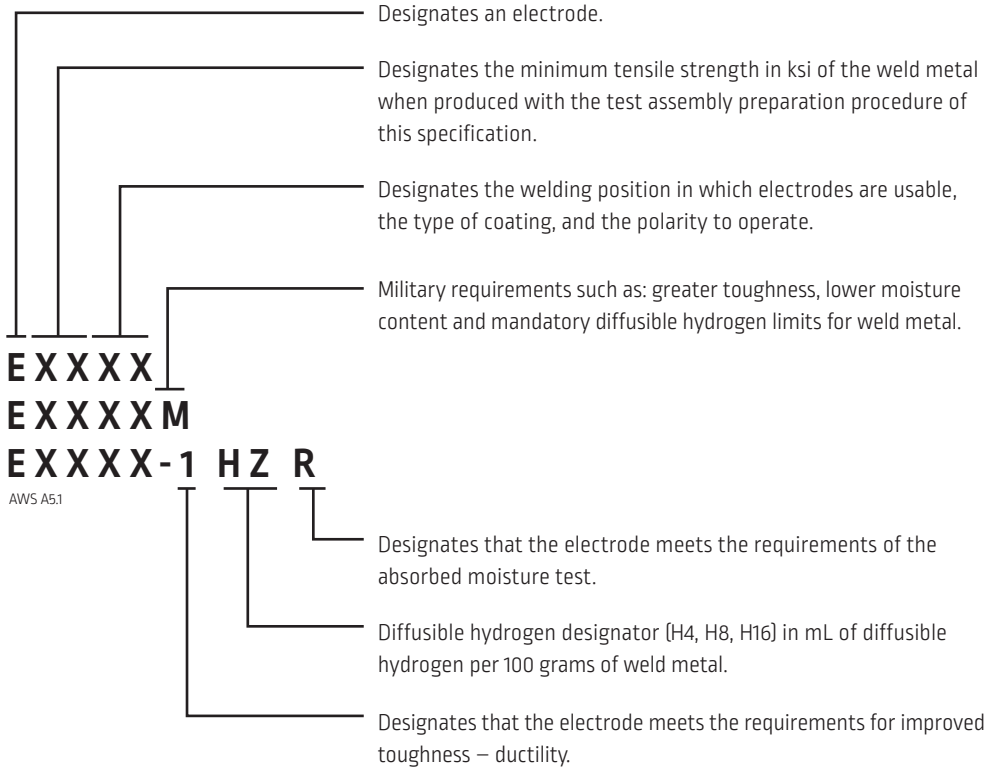 Designates an electrode.
Designates the minimum tensile strength in ksi of the weld metal
when produced with the test assembly preparation procedure of
this specification.
Designates the welding position in which electrodes are usable,
the type of coating, and the polarity to operate.
Military requirements such as: greater toughness, lower moisture
content and mandatory diffusible hydrogen limits for weld metal.
E X X X X
E X X X X M
E X X X X - 1 H Z R
AWS A5.1
Designates that the electrode meets the requirements of the
absorbed moisture test.
Diffusible hydrogen designator (H4, H8, H16) in mL of diffusible
hydrogen per 100 grams of weld metal.
Designates that the electrode meets the requirements for improved
toughness – ductility.